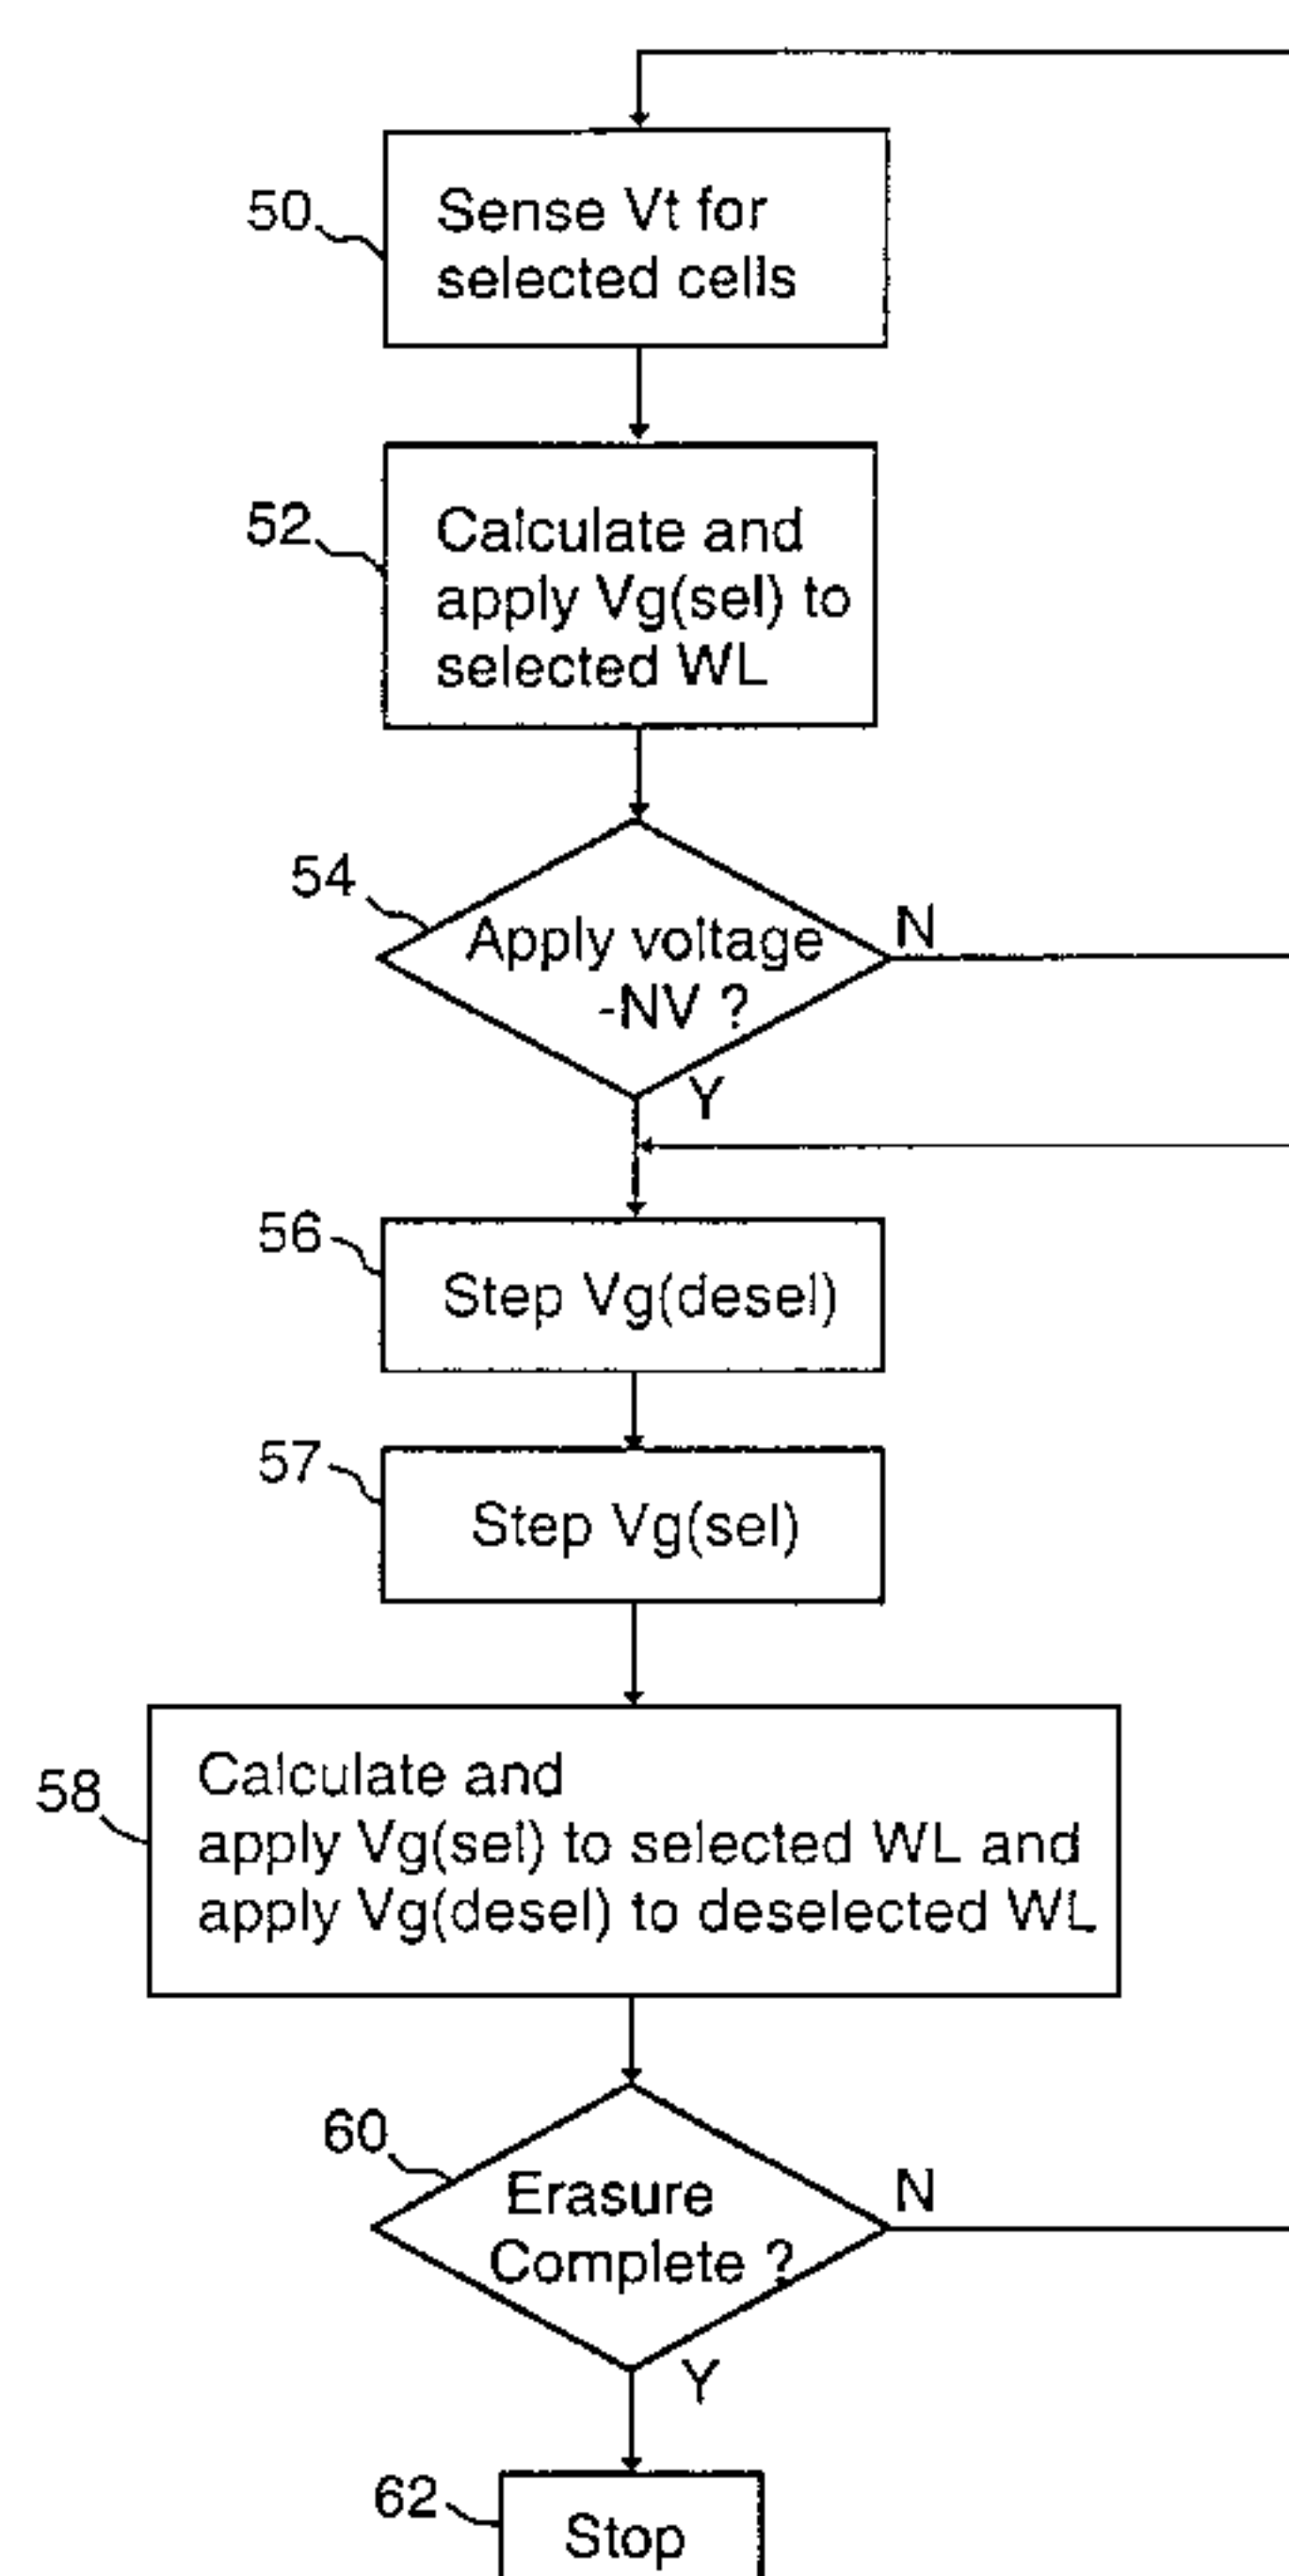 50
Sense Vt for
selected cells
52
Calculate and
apply Vg(sel) to
selected WL
54
Apply voltage
-NV ?
N
Y
56
Step Vg(desel)
57
Step Vg(sel)
58
Calculate and
apply Vg(sel) to selected WL and
apply Vg(desel) to deselected WL
60
Erasure
Complete ?
N
Y
62
Stop